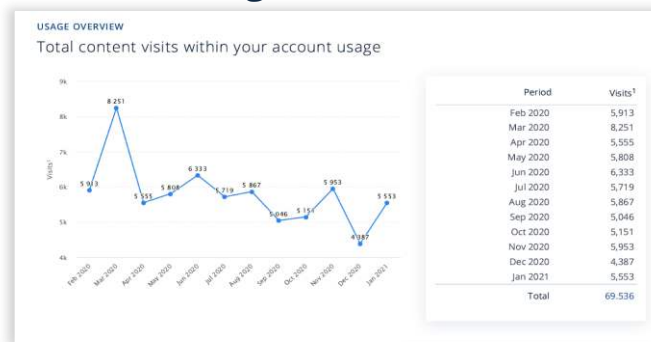 USAGE OVERVIEW
Total content visits within your account usage
9k
8k
7k
6k
5k
4k
Visits¹
5 913
8 251
5 555
5 808
6 333
5 719
5 867
5 046
5 151
5 953
4 387
5 553
Feb 2020
Mar 2020
Apr 2020
May 2020
Jun 2020
Jul 2020
Aug 2020
Sep 2020
Oct 2020
Nov 2020
Dec 2020
Jan 2021
Period Visits¹
Feb 2020 5,913
Mar 2020 8,251
Apr 2020 5,555
May 2020 5,808
Jun 2020 6,333
Jul 2020 5,719
Aug 2020 5,867
Sep 2020 5,046
Oct 2020 5,151
Nov 2020 5,953
Dec 2020 4,387
Jan 2021 5,553
Total 69.536